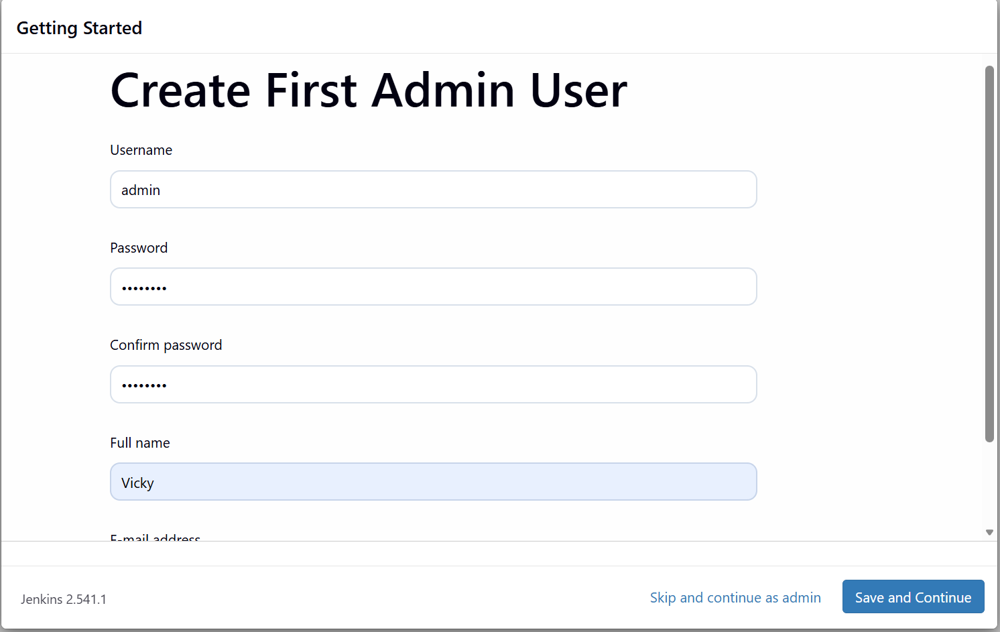 Getting Started
Create First Admin User
Username
admin
Password
••••••••
Confirm password
••••••••
Full name
Vicky
E-mail address
Jenkins 2.541.1
Skip and continue as admin
Save and Continue